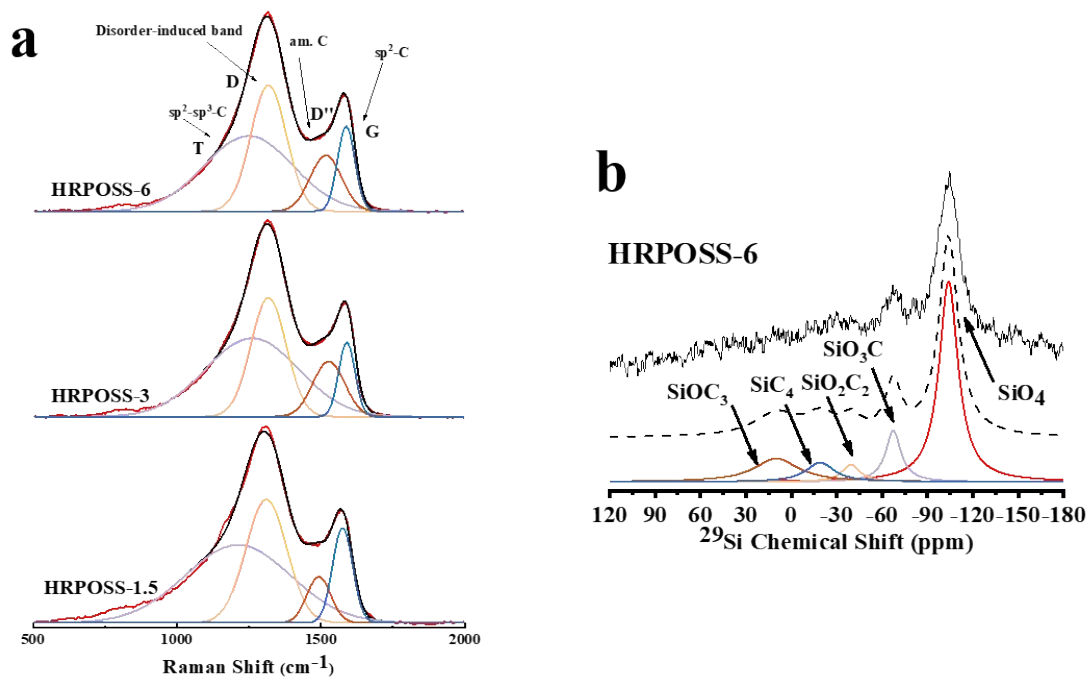 a
Disorder-induced band
am. C
sp²-C
D
D''
G
sp²-sp³-C
T
HRPOSS-6
HRPOSS-3
HRPOSS-1.5
500 1000 1500 2000
Raman Shift (cm⁻¹)
b
HRPOSS-6
SiO₃C
SiOC₃
SiC₄
SiO₂C₂
SiO₄
120 90 60 30 0 -30 -60 -90 -120 -150 -180
²⁹Si Chemical Shift (ppm)